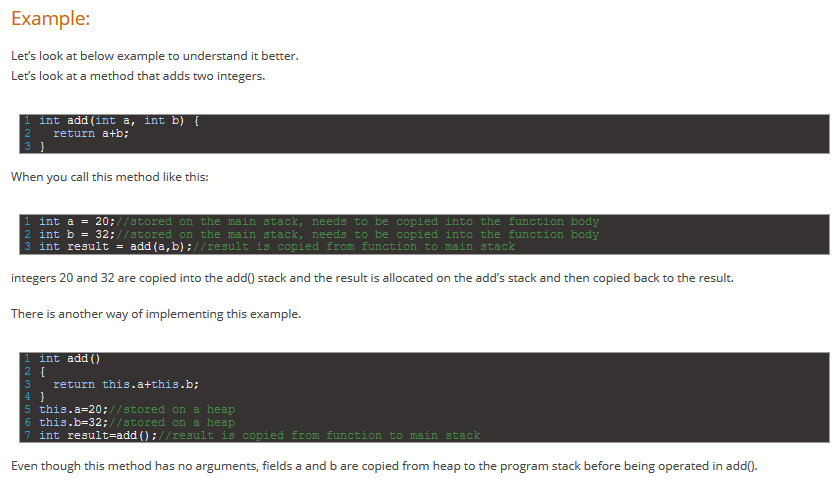 Example:
Let's look at below example to understand it better.
Let's look at a method that adds two integers.
1 int add(int a, int b) {
2   return a+b;
3 }
When you call this method like this:
1 int a = 20;//stored on the main stack, needs to be copied into the function body
2 int b = 32;//stored on the main stack, needs to be copied into the function body
3 int result = add(a,b);//result is copied from function to main stack
integers 20 and 32 are copied into the add() stack and the result is allocated on the add's stack and then copied back to the result.
There is another way of implementing this example.
1 int add()
2 {
3   return this.a+this.b;
4 }
5 this.a=20;//stored on a heap
6 this.b=32;//stored on a heap
7 int result=add();//result is copied from function to main stack
Even though this method has no arguments, fields a and b are copied from heap to the program stack before being operated in add().